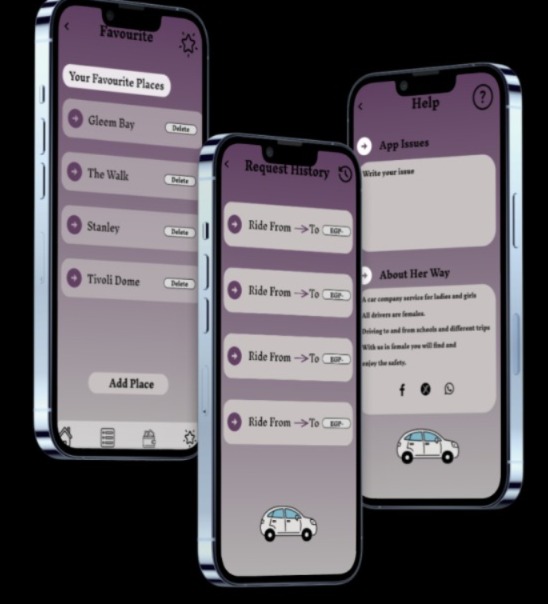 Favourite
Your Favourite Places
Gleem Bay
Delete
The Walk
Delete
Stanley
Delete
Tivoli Dome
Delete
Add Place
Request History
Ride From To EGP-
Ride From To EGP-
Ride From To EGP-
Ride From To EGP-
Help
?
App Issues
Write your issue
About Her Way
A car company service for ladies and girls
All drivers are females.
Driving to and from schools and different trips
With us in female you will find and
enjoy the safety.